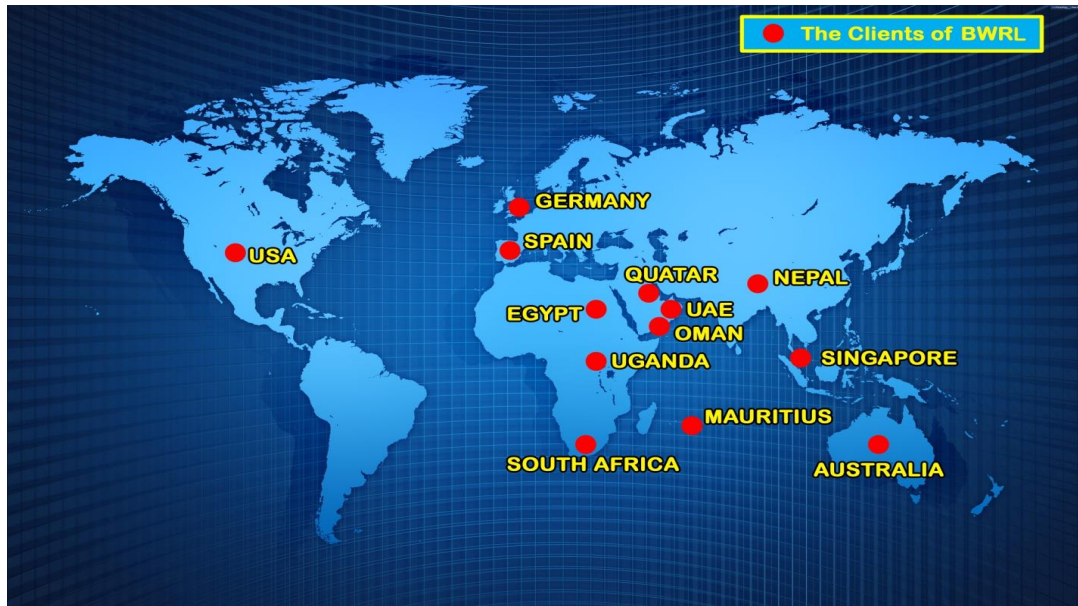 The Clients of BWRL
GERMANY
SPAIN
USA
QUATAR
NEPAL
EGYPT
UAE
OMAN
UGANDA
SINGAPORE
MAURITIUS
SOUTH AFRICA
AUSTRALIA